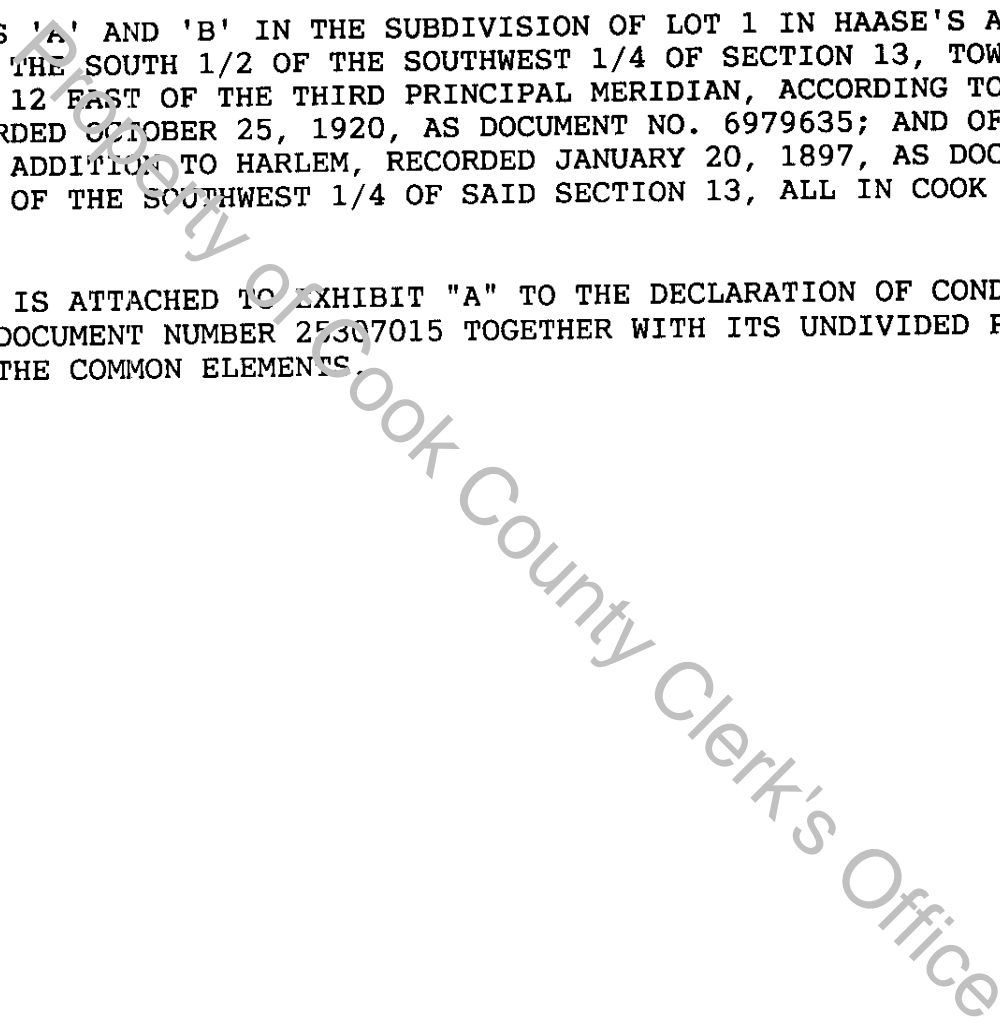 S 'A' AND 'B' IN THE SUBDIVISION OF LOT 1 IN HAASE'S A
THE SOUTH 1/2 OF THE SOUTHWEST 1/4 OF SECTION 13, TOW
12 EAST OF THE THIRD PRINCIPAL MERIDIAN, ACCORDING TO
RDED OCTOBER 25, 1920, AS DOCUMENT NO. 6979635; AND OF
ADDITION TO HARLEM, RECORDED JANUARY 20, 1897, AS DOC
OF THE SOUTHWEST 1/4 OF SAID SECTION 13, ALL IN COOK
IS ATTACHED TO EXHIBIT "A" TO THE DECLARATION OF COND
DOCUMENT NUMBER 25307015 TOGETHER WITH ITS UNDIVIDED
THE COMMON ELEMENTS.
Property of Cook County Clerk's Office